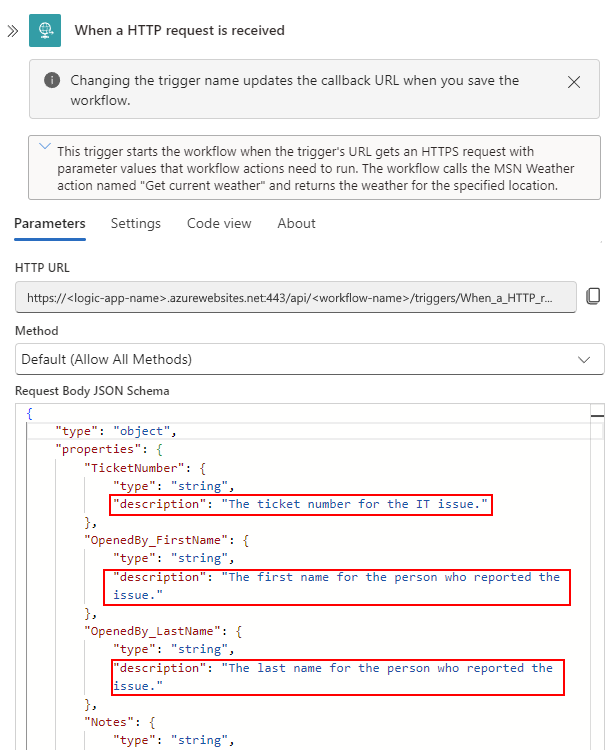 When a HTTP request is received
Changing the trigger name updates the callback URL when you save the
workflow.
This trigger starts the workflow when the trigger's URL gets an HTTPS request with
parameter values that workflow actions need to run. The workflow calls the MSN Weather
action named "Get current weather" and returns the weather for the specified location.
Parameters Settings Code view About
HTTP URL
https://<logic-app-name>.azurewebsites.net:443/api/<workflow-name>/triggers/When_a_HTTP_r...
Method
Default (Allow All Methods)
Request Body JSON Schema
{
"type": "object",
"properties": {
"TicketNumber": {
"type": "string",
"description": "The ticket number for the IT issue."
},
"OpenedBy_FirstName": {
"type": "string",
"description": "The first name for the person who reported the
issue."
},
"OpenedBy_LastName": {
"type": "string",
"description": "The last name for the person who reported the
issue."
},
"Notes": {
"type": "string",